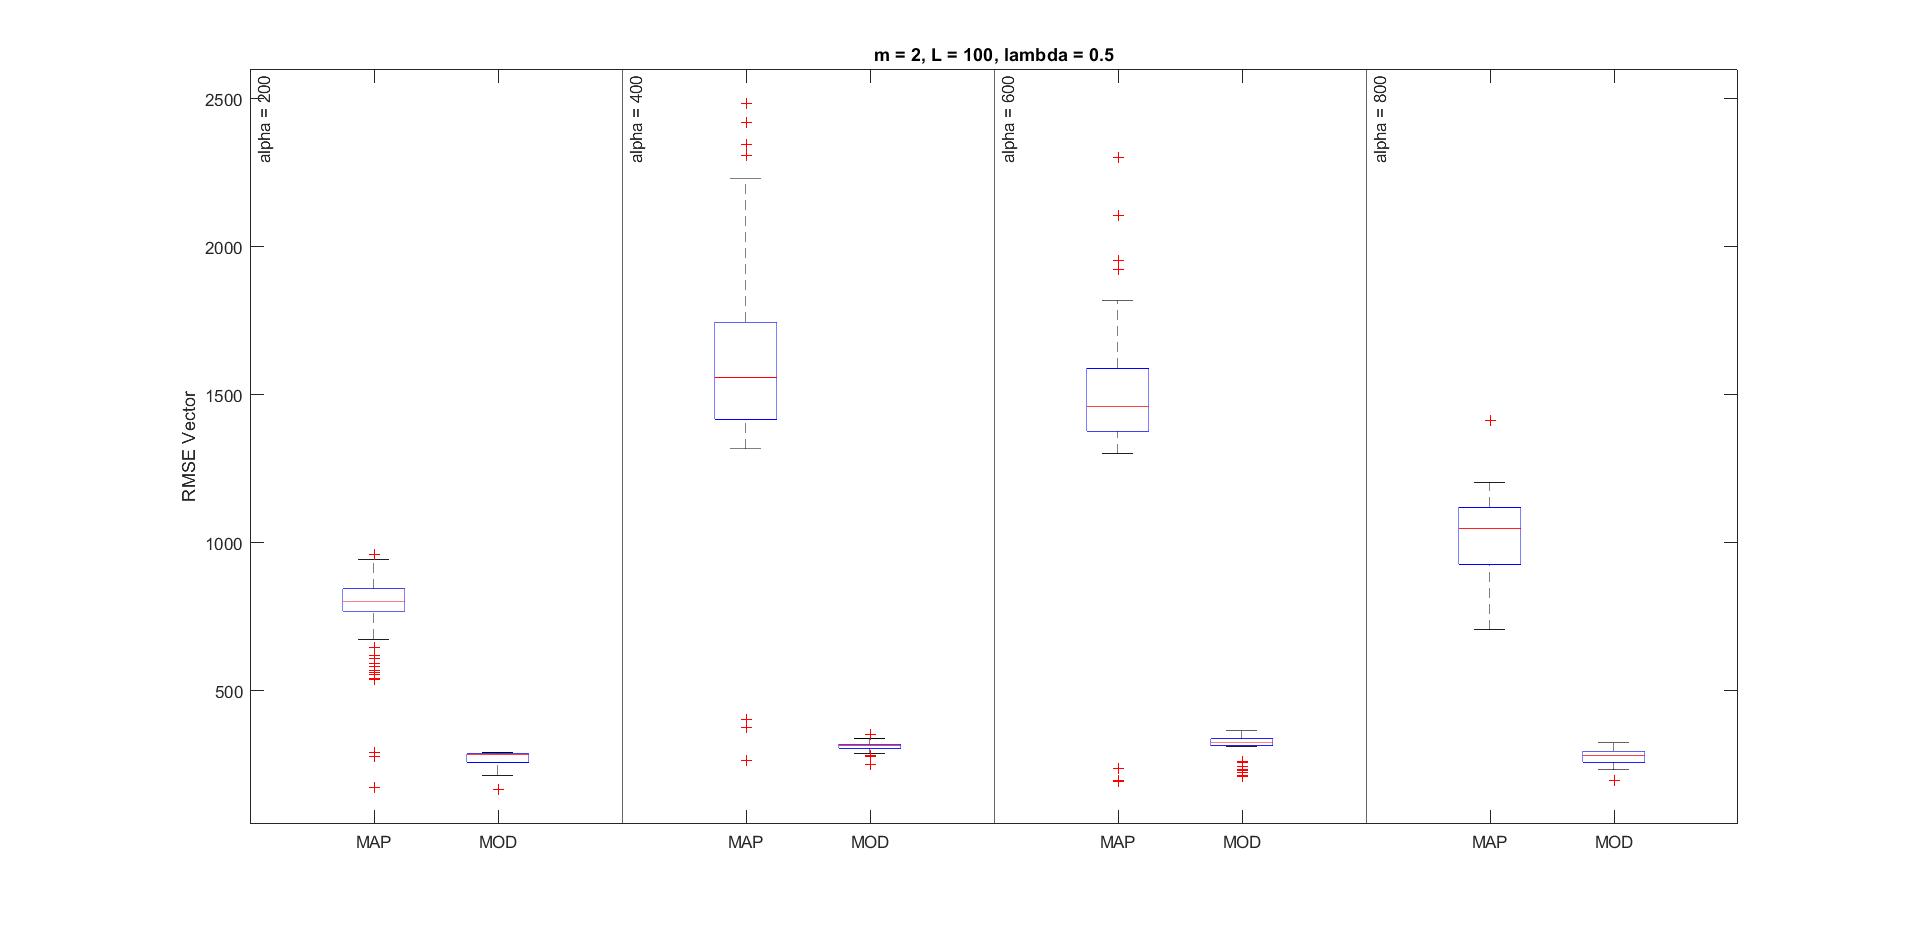 m = 2, L = 100, lambda = 0.5
alpha = 200
alpha = 400
alpha = 600
alpha = 800
2500
2000
1500
1000
500
RMSE Vector
MAP
MOD
MAP
MOD
MAP
MOD
MAP
MOD